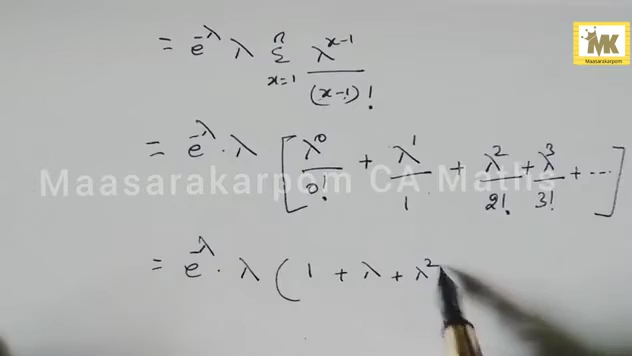 MK
Maasarakarpom
= e^{-λ} λ Σ_{x=1}^{n} λ^{x-1}/(x-1)!
= e^{-λ} · λ [λ^0/0! + λ^1/1 + λ^2/2! + λ^3/3! + ----]
Maasarakarpom CA Maths
= e^{-λ} · λ (1 + λ + λ^2